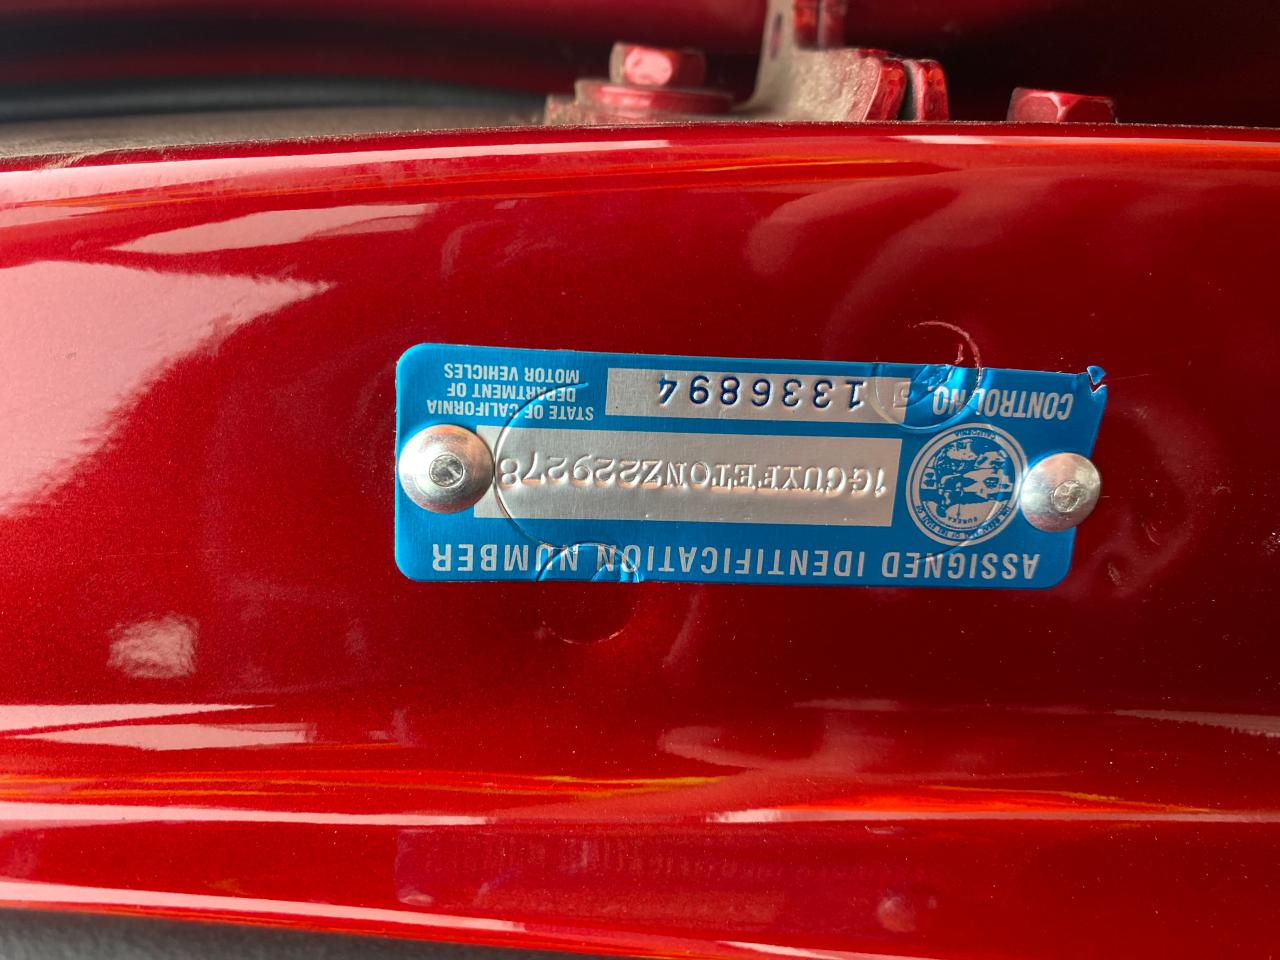 ASSIGNED IDENTIFICATION NUMBER
1GCUYFET0NZ229278
CONTROL NO.
1336894
STATE OF CALIFORNIA
DEPARTMENT OF
MOTOR VEHICLES